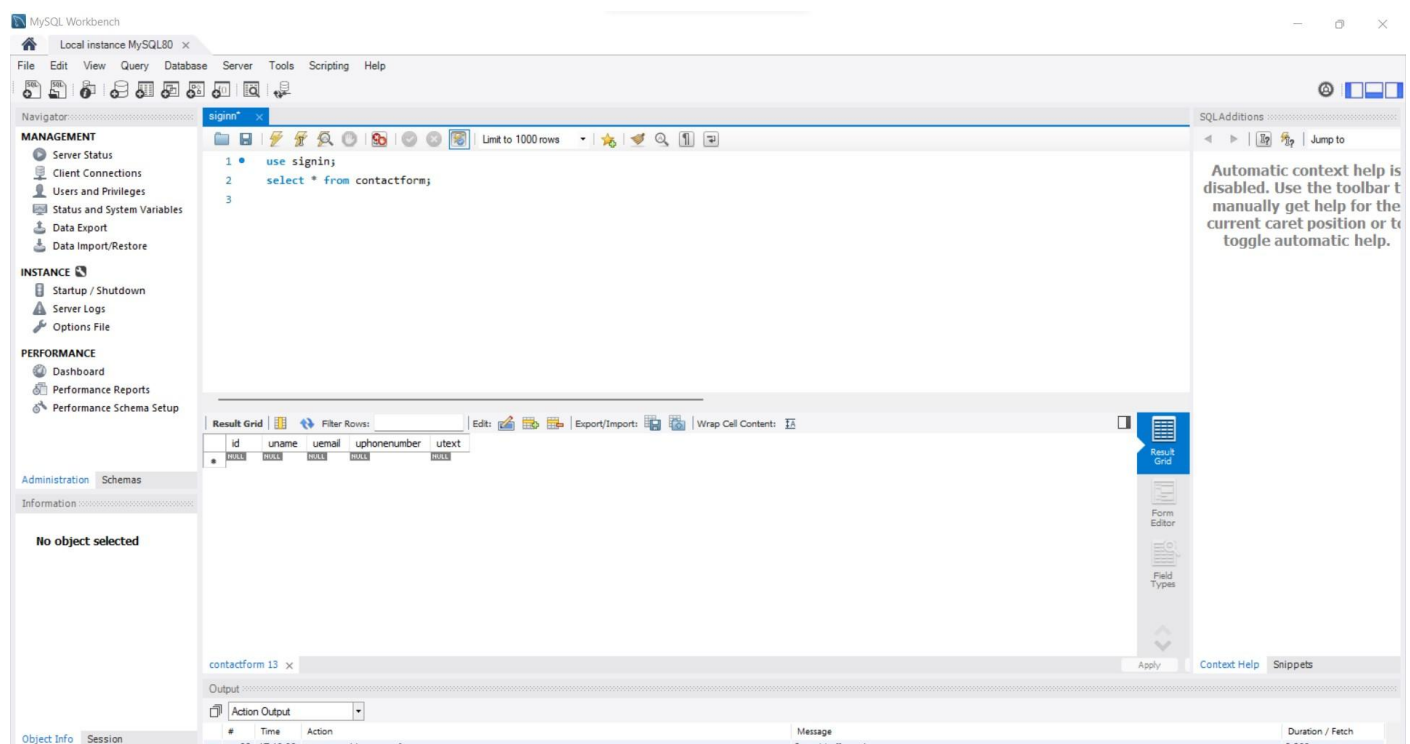 MySQL Workbench
Local instance MySQL80
File Edit View Query Database Server Tools Scripting Help
Navigator
MANAGEMENT
Server Status
Client Connections
Users and Privileges
Status and System Variables
Data Export
Data Import/Restore
INSTANCE
Startup / Shutdown
Server Logs
Options File
PERFORMANCE
Dashboard
Performance Reports
Performance Schema Setup
Administration Schemas
Information
No object selected
Object Info Session
siginn*
Limit to 1000 rows
1 use signin;
2 select * from contactform;
3
Result Grid Filter Rows: Edit: Export/Import: Wrap Cell Content:
id uname uemail uphonenumber utext
NULL NULL NULL NULL NULL
Result
Grid
Form
Editor
Field
Types
contactform 13
Apply
Output
Action Output
# Time Action Message Duration / Fetch
SQLAdditions
Jump to
Automatic context help is
disabled. Use the toolbar t
manually get help for the
current caret position or to
toggle automatic help.
Context Help Snippets